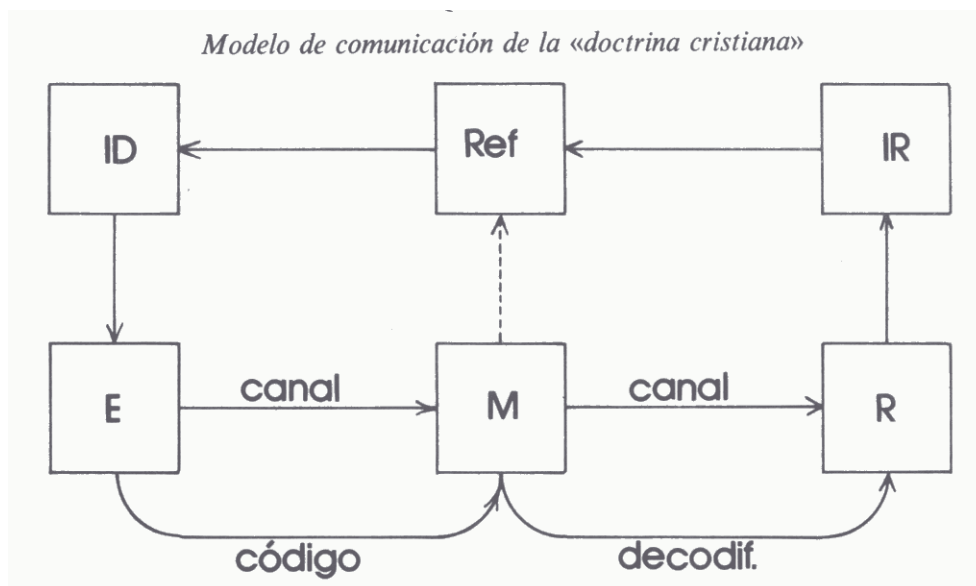 Modelo de comunicación de la «doctrina cristiana»
ID
Ref
IR
E
canal
M
canal
R
código
decodif.